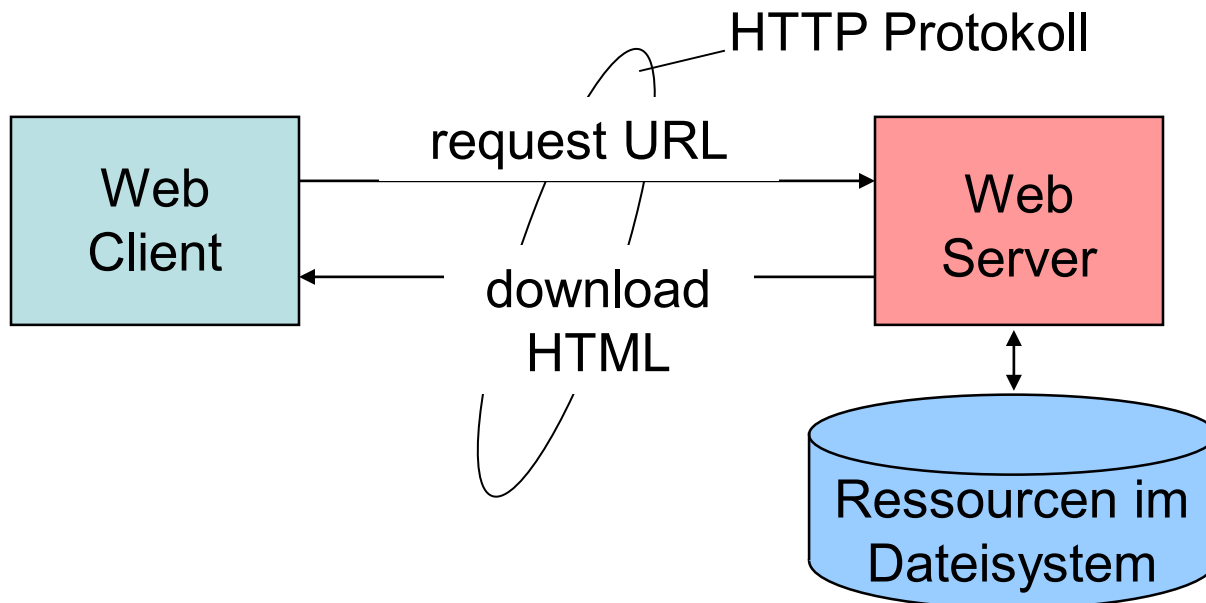 HTTP Protokoll
request URL
Web
Client
Web
Server
download
HTML
Ressourcen im
Dateisystem